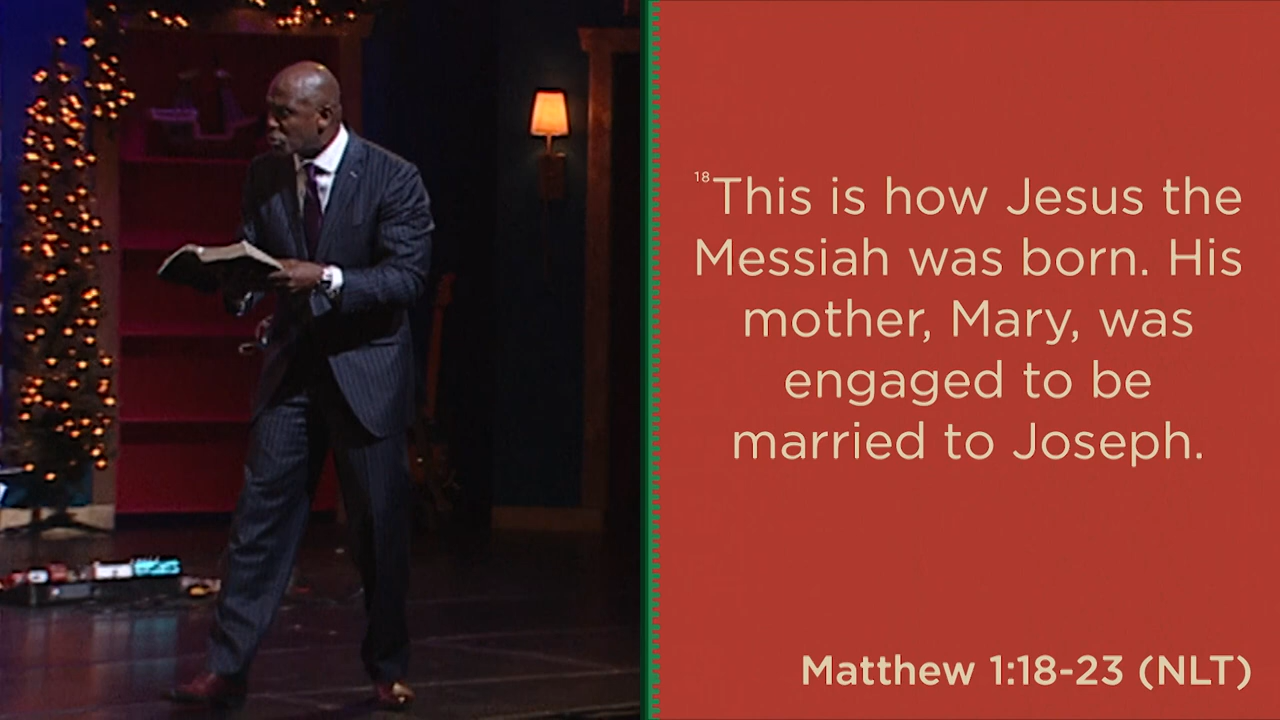 18This is how Jesus the
Messiah was born. His
mother, Mary, was
engaged to be
married to Joseph.
Matthew 1:18-23 (NLT)